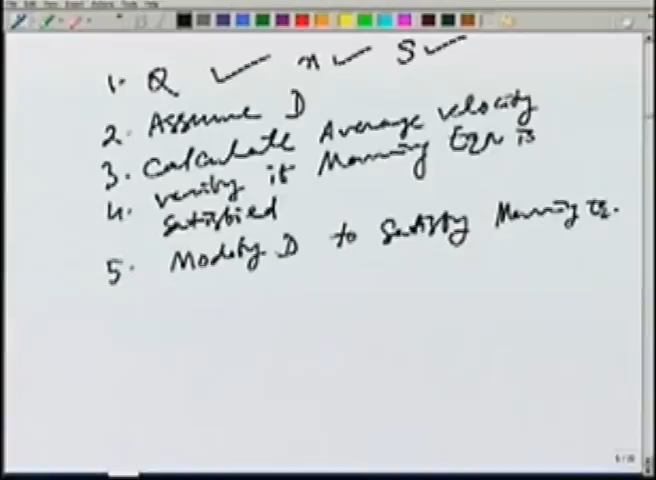 1. Q ✓ n ✓ S ✓
2. Assume D
3. Calculate Average velocity
4. verify if Manning Eqn is
satisfied
5. Modify D to satisfy Manning Eq.